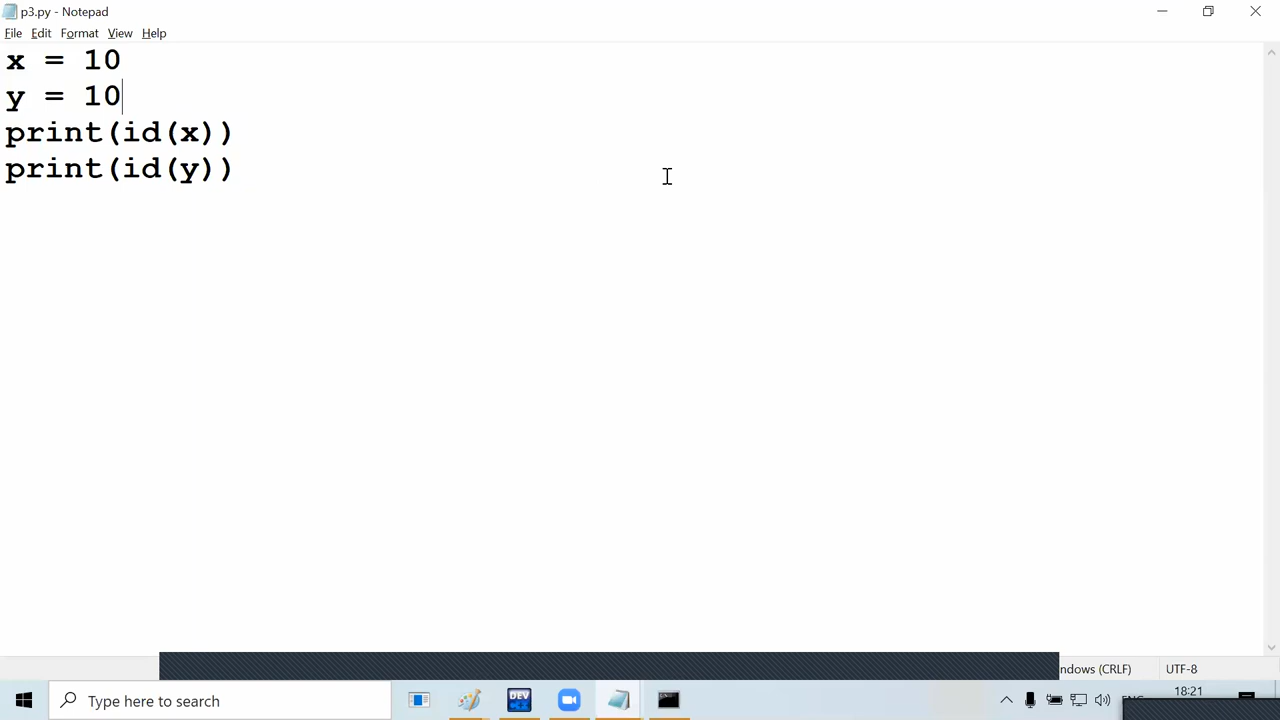 p3.py - Notepad
File Edit Format View Help
x = 10
y = 10
print(id(x))
print(id(y))
ndows (CRLF) UTF-8
Type here to search
DEV
18:21